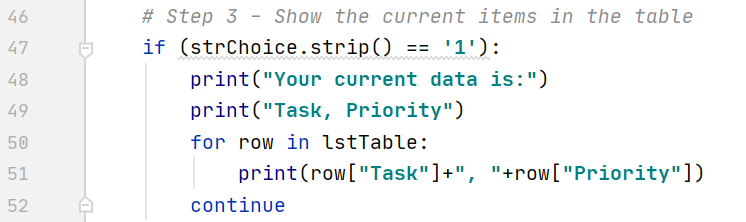 46 # Step 3 - Show the current items in the table
47 if (strChoice.strip() == '1'):
48 print("Your current data is:")
49 print("Task, Priority")
50 for row in lstTable:
51 print(row["Task"]+", "+row["Priority"])
52 continue